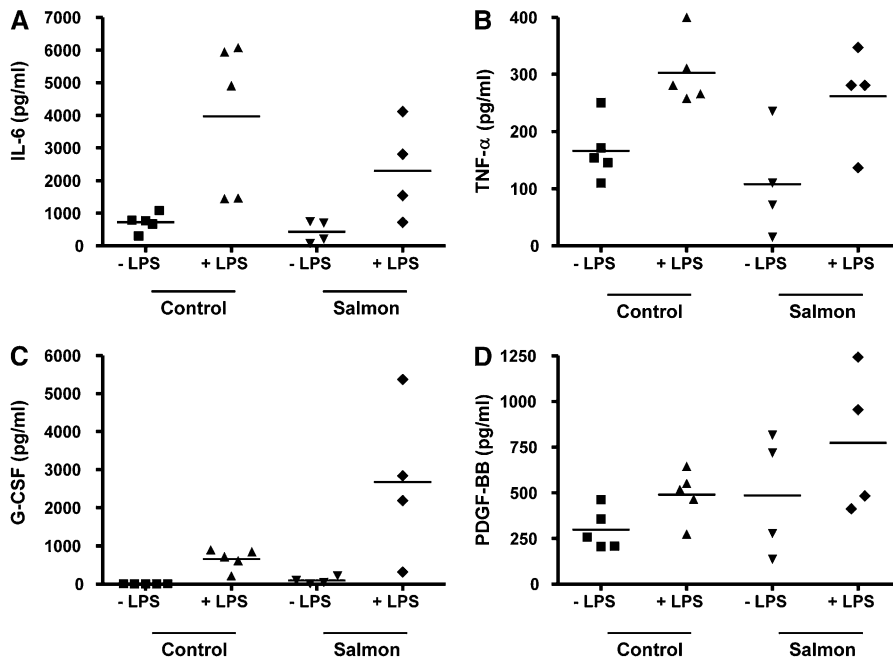 A
IL-6 (pg/ml)
7000
6000
5000
4000
3000
2000
1000
0
- LPS + LPS - LPS + LPS
Control Salmon
B
TNF-α (pg/ml)
400
300
200
100
0
- LPS + LPS - LPS + LPS
Control Salmon
C
G-CSF (pg/ml)
6000
5000
4000
3000
2000
1000
0
- LPS + LPS - LPS + LPS
Control Salmon
D
PDGF-BB (pg/ml)
1250
1000
750
500
250
0
- LPS + LPS - LPS + LPS
Control Salmon